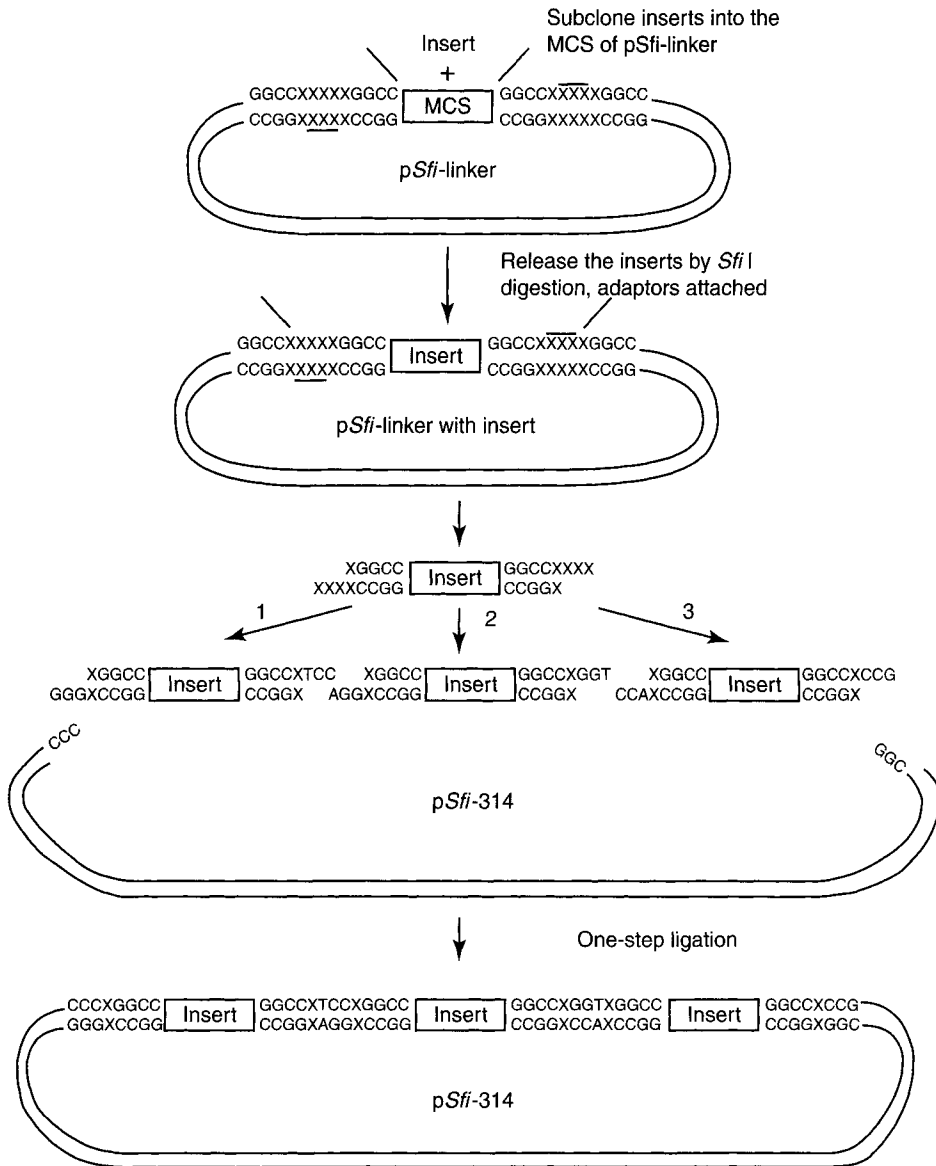 Subclone inserts into the
MCS of pSfi-linker
Insert
+
GGCCXXXXXGGCC MCS GGCCXXXXXGGCC
CCGGXXXXXCCGG CCGGXXXXXCCGG
pSfi-linker
Release the inserts by Sfi I
digestion, adaptors attached
GGCCXXXXXGGCC Insert GGCCXXXXXGGCC
CCGGXXXXXCCGG CCGGXXXXXCCGG
pSfi-linker with insert
XGGCC Insert GGCCXXXX
XXXXCCGG CCGGX
1 2 3
XGGCC Insert GGCCXTCC XGGCC Insert GGCCXGGT XGGCC Insert GGCCXCCG
GGGXCCGG CCGGX AGGXCCGG CCGGX CCAXCCGG CCGGX
CCC GGC
pSfi-314
One-step ligation
CCCXGGCC Insert GGCCXTCCXGGCC Insert GGCCXGGTXGGCC Insert GGCCXCCG
GGGXCCGG CCGGXAGGXCCGG CCGGXCCAXCCGG CCGGXGGC
pSfi-314